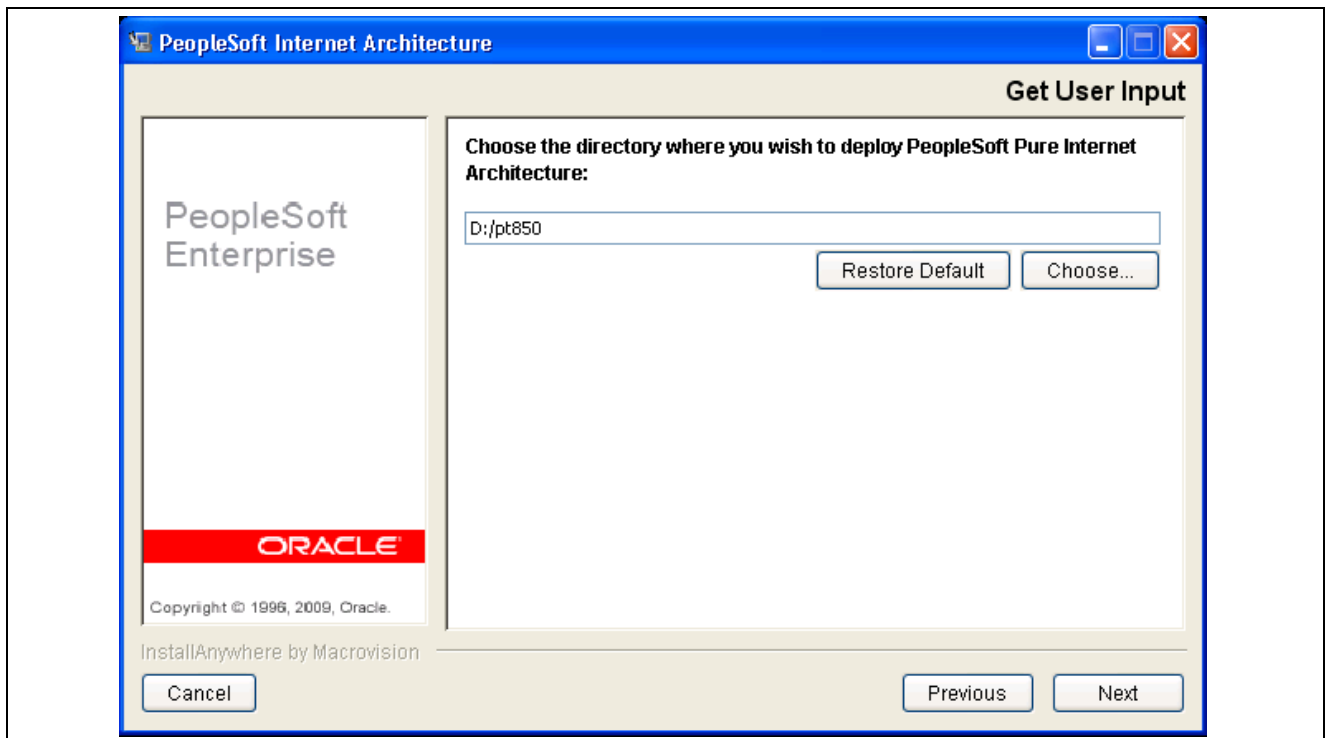 PeopleSoft Internet Architecture
Get User Input
PeopleSoft
Enterprise
ORACLE
Copyright © 1996, 2009, Oracle.
Choose the directory where you wish to deploy PeopleSoft Pure Internet
Architecture:
D:/pt850
Restore Default
Choose...
InstallAnywhere by Macrovision
Cancel
Previous
Next